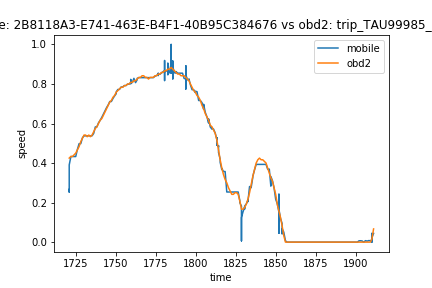 e: 2B8118A3-E741-463E-B4F1-40B95C384676 vs obd2: trip_TAU99985_
mobile
obd2
speed
1.0
0.8
0.6
0.4
0.2
0.0
1725 1750 1775 1800 1825 1850 1875 1900
time